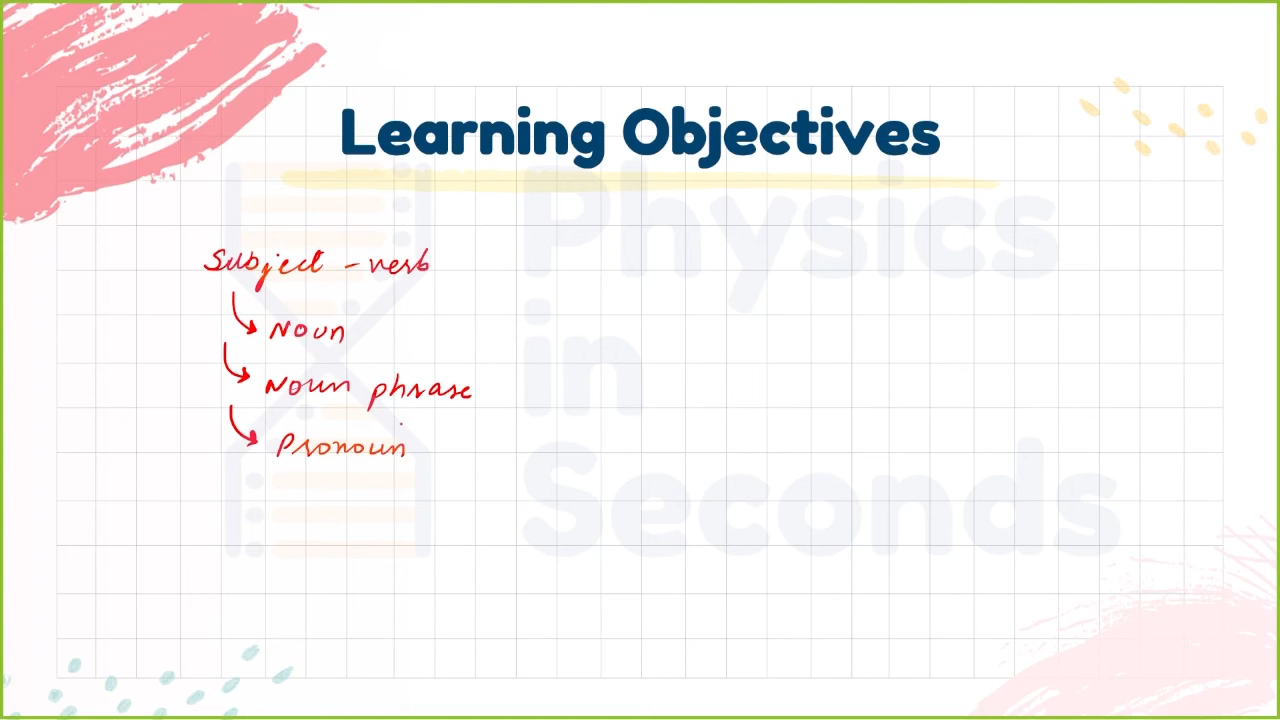 Learning Objectives
Physics
in
Seconds
Subject - verb
Noun
Noun phrase
Pronoun